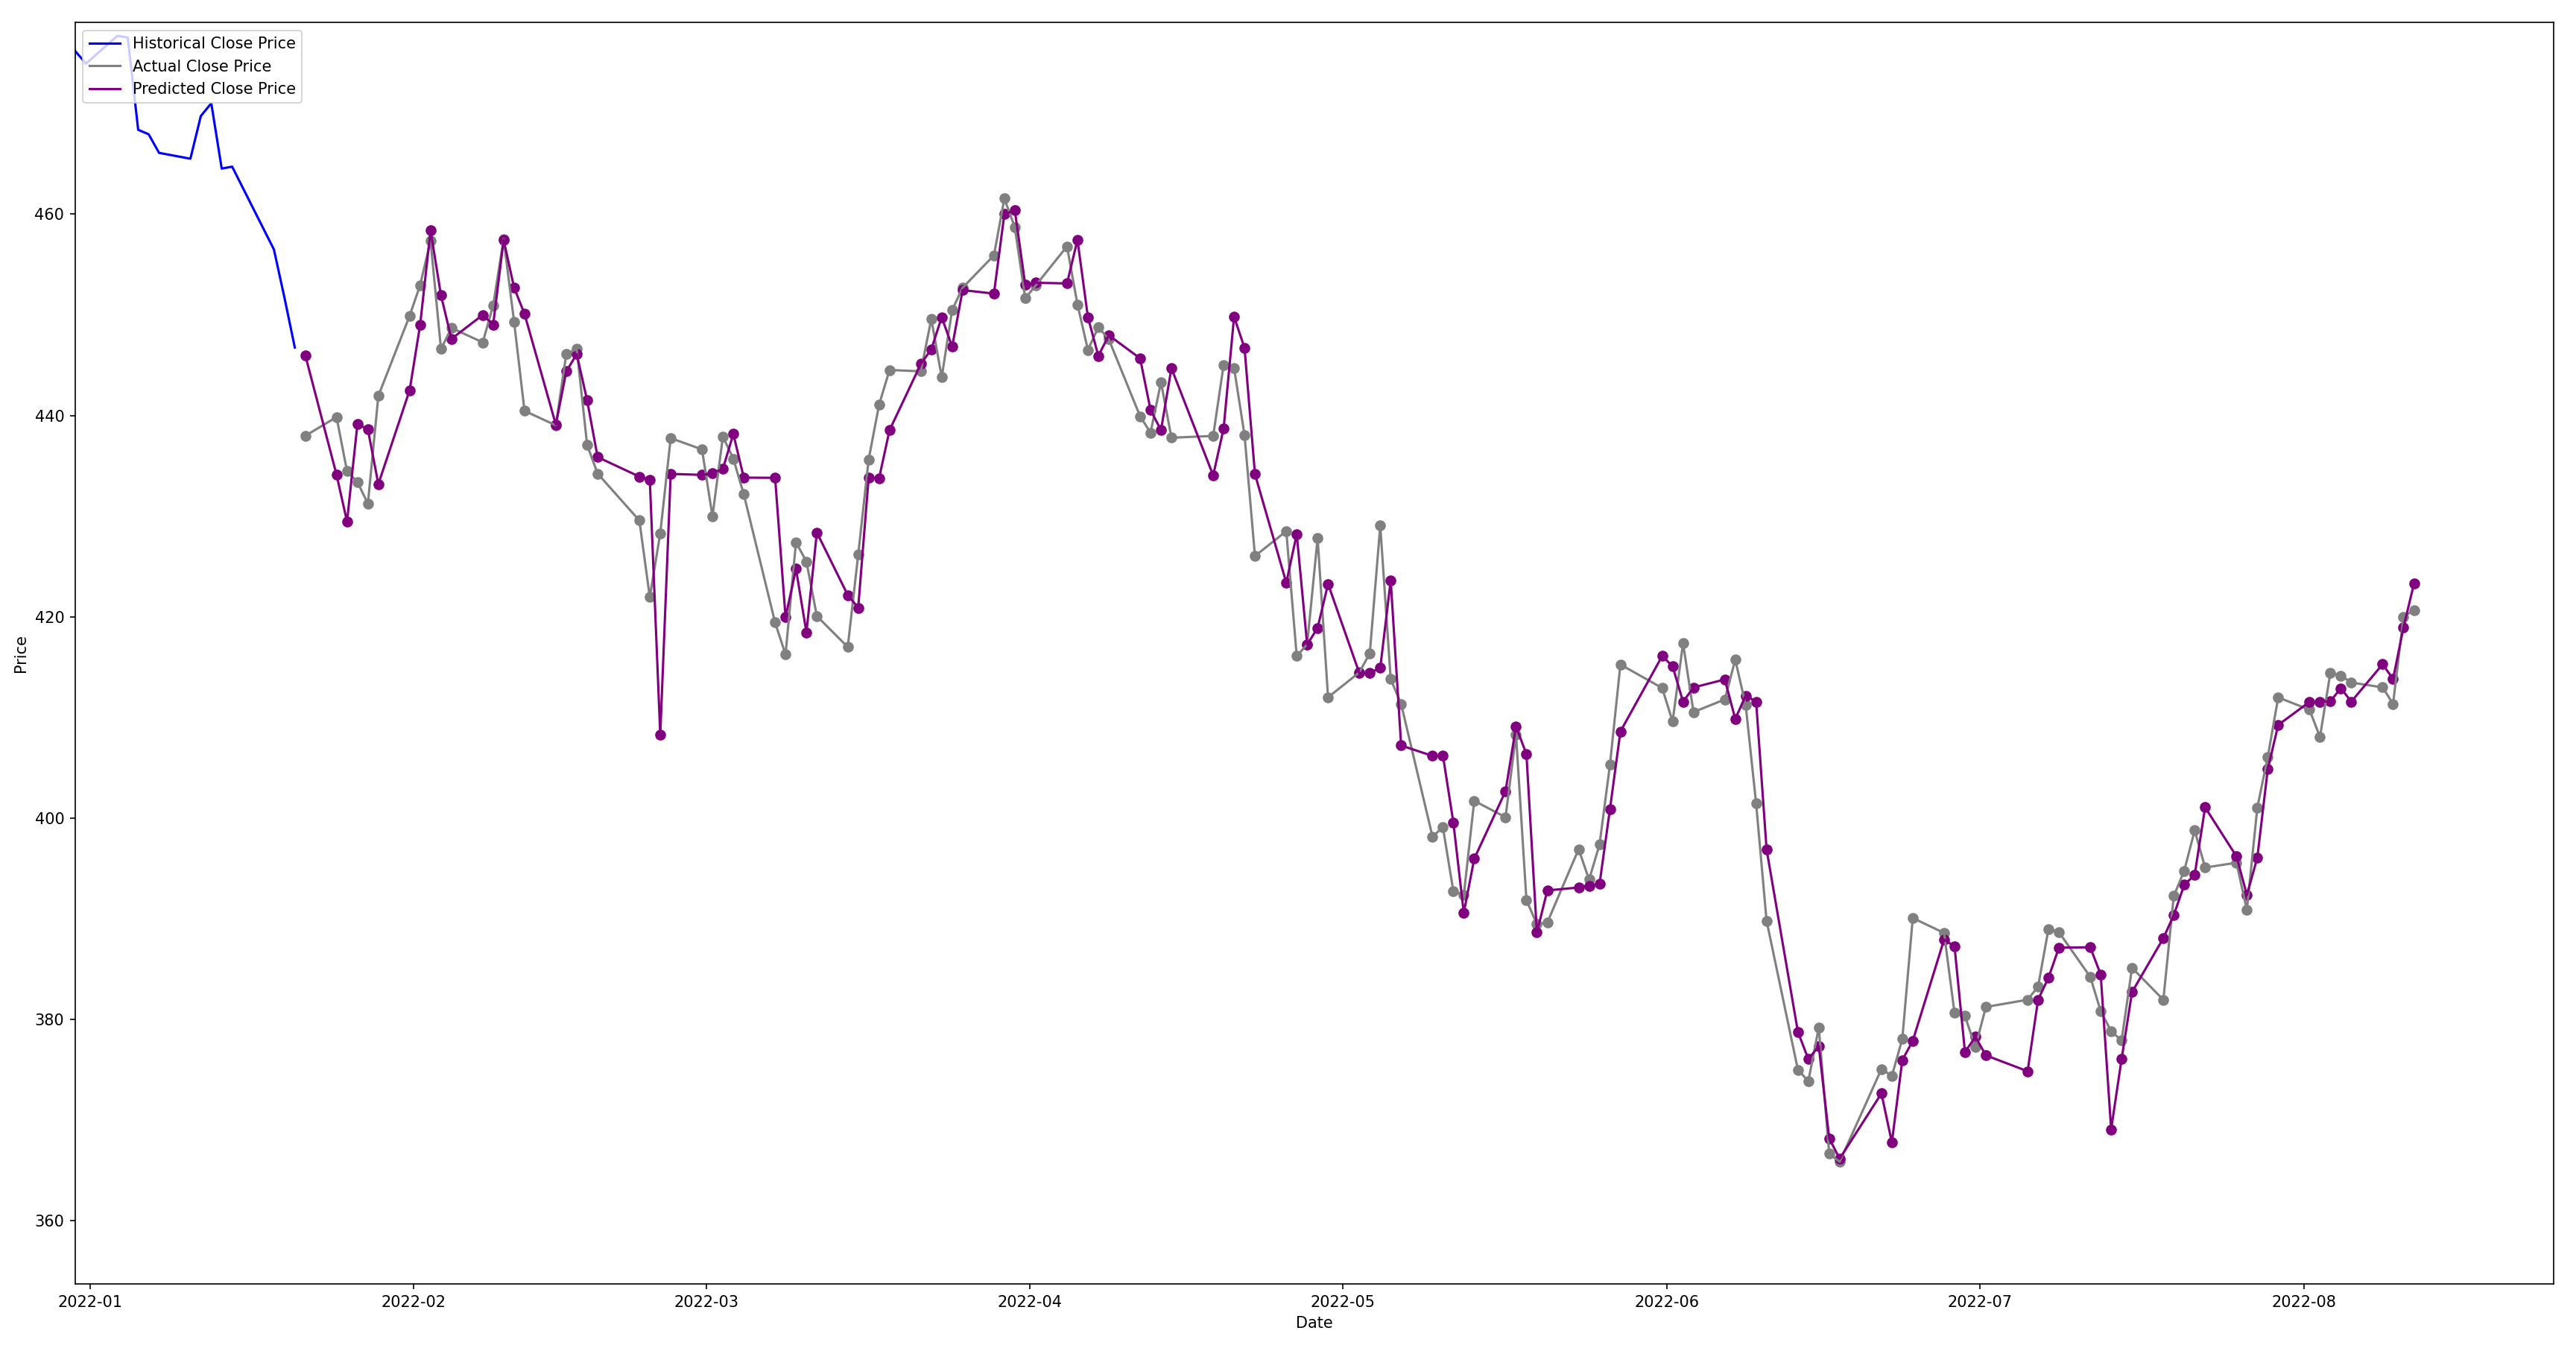 Historical Close Price
Actual Close Price
Predicted Close Price
460
440
420
400
380
360
Price
2022-01 2022-02 2022-03 2022-04 2022-05 2022-06 2022-07 2022-08
Date